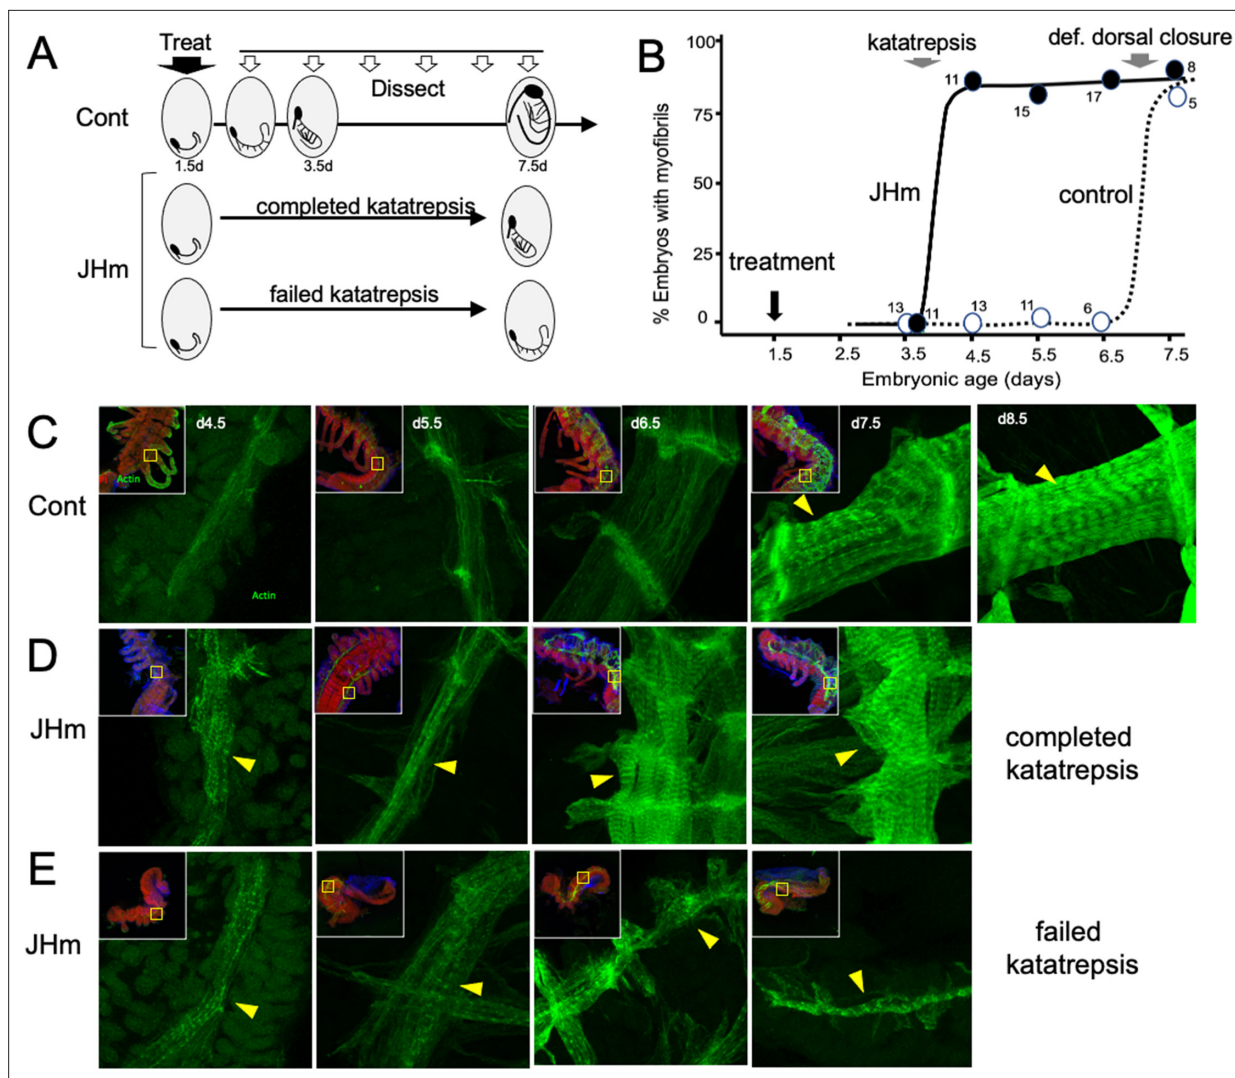 A
Treat
Dissect
Cont
1.5d
3.5d
7.5d
completed katatrepsis
JHm
failed katatrepsis
B
katatrepsis
def. dorsal closure
% Embryos with myofibrils
100
75
50
25
0
11
15
17
8
5
JHm
control
treatment
13
11
13
11
6
1.5
2.5
3.5
4.5
5.5
6.5
7.5
Embryonic age (days)
C
Cont
d4.5
d5.5
d6.5
d7.5
d8.5
Actin
Actin
D
JHm
completed
katatrepsis
E
JHm
failed
katatrepsis